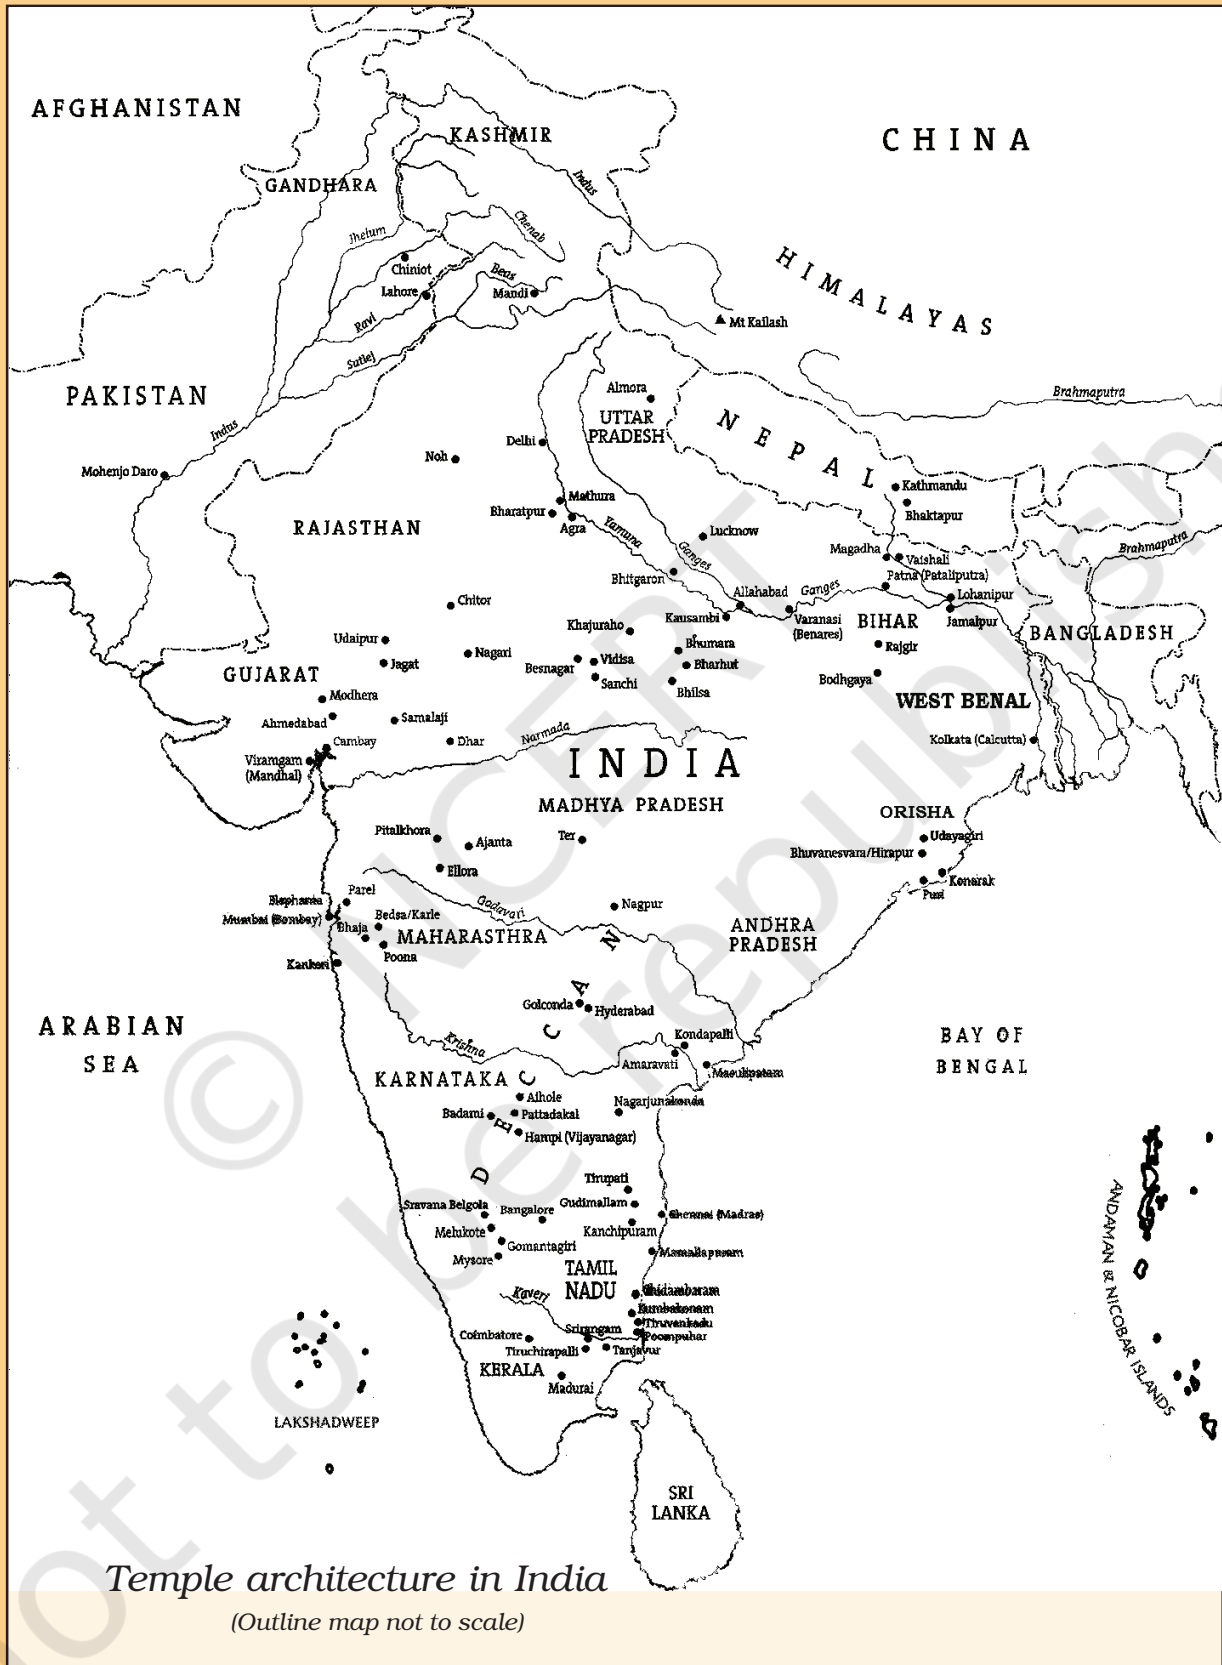 AFGHANISTAN
CHINA
KASHMIR
GANDHARA
Indus
Jhelum
Chenab
Chiniot
Beas
Lahore
Mandi
HIMALAYAS
Ravi
Mt Kailash
Sutlej
PAKISTAN
Almora
Brahmaputra
UTTAR
PRADESH
NEPAL
Indus
Delhi
Noh
Mohenjo Daro
Kathmandu
Mathura
Bhaktapur
Bharatpur
RAJASTHAN
Agra
Yamuna
Lucknow
Ganges
Brahmaputra
Magadha
Vaishali
Bhitgaron
Patna (Pataliputra)
Allahabad
Ganges
Lohanipur
Chitor
Kausambi
Varanasi
(Benares)
BIHAR
Jamalpur
Khajuraho
BANGLADESH
Udaipur
Bhumara
Rajgir
Nagari
Jagat
Besnagar
Vidisa
Bharhut
GUJARAT
Sanchi
Bhilsa
Bodhgaya
Modhera
WEST BENAL
Ahmedabad
Samalaji
Narmada
Cambay
Dhar
Kolkata (Calcutta)
Viramgam
(Mandhal)
INDIA
MADHYA PRADESH
ORISHA
Pitalkhora
Ajanta
Ter
Udayagiri
Bhuvanesvara/Hirapur
Ellora
Konarak
Puri
Parel
Elephanta
Godavari
Nagpur
Mumbai (Bombay)
Bedsa/Karle
Bhaja
MAHARASTHRA
ANDHRA
PRADESH
Poona
Kanheri
DECCAN
Golconda
Hyderabad
ARABIAN
SEA
BAY OF
BENGAL
Krishna
Kondapalli
Amaravati
Masulipatam
KARNATAKA
Aihole
Nagarjunakonda
Badami
Pattadakal
Hampi (Vijayanagar)
Tirupati
Sravana Belgola
Gudimallam
Bangalore
Chennai (Madras)
Melukote
Kanchipuram
Gomantagiri
Mysore
Mamallapuram
TAMIL
NADU
Kaveri
Chidambaram
Kumbakonam
Tiruvenkadu
Srirangam
Poompuhar
Coimbatore
Tiruchirapalli
Tanjavur
KERALA
Madurai
LAKSHADWEEP
ANDAMAN & NICOBAR ISLANDS
SRI
LANKA
Temple architecture in India
(Outline map not to scale)
© NCERT
not to be republished